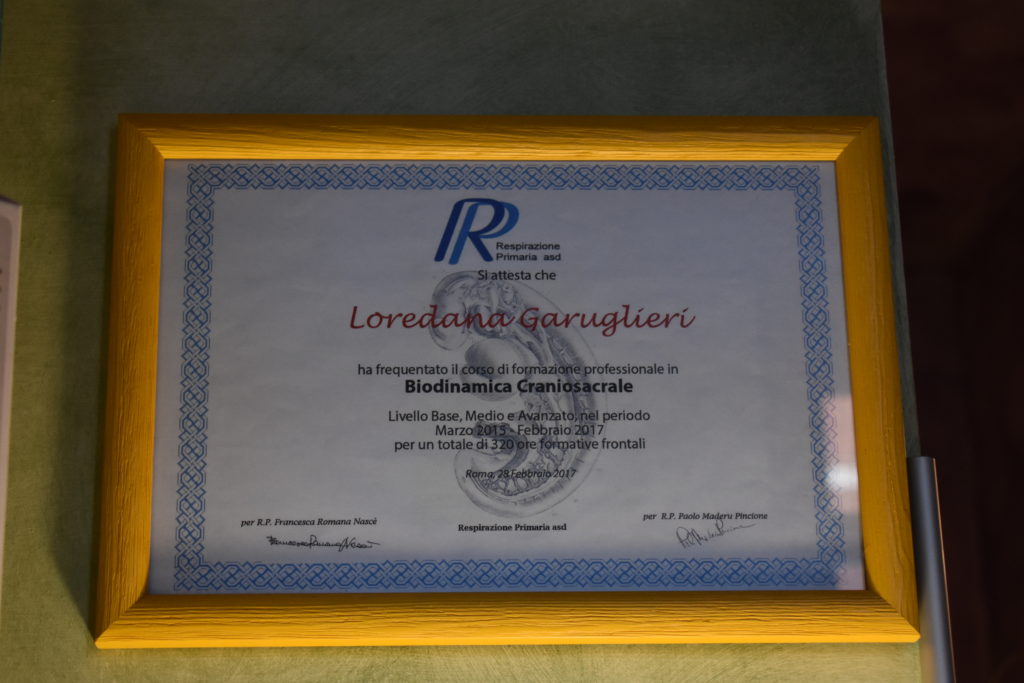 RP
Respirazione
Primaria asd
Si attesta che
Loredana Garuglieri
ha frequentato il corso di formazione professionale in
Biodinamica Craniosacrale
Livello Base, Medio e Avanzato, nel periodo
Marzo 2015 - Febbraio 2017
per un totale di 320 ore formative frontali
Roma, 28 Febbraio 2017
per R.P. Francesca Romana Nascè
Respirazione Primaria asd
per R.P. Paolo Maderu Pincione